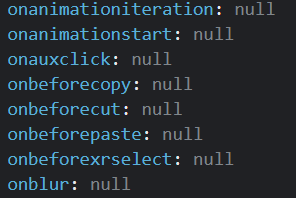 onanimationiteration: null
onanimationstart: null
onauxclick: null
onbeforecopy: null
onbeforecut: null
onbeforepaste: null
onbeforexrselect: null
onblur: null